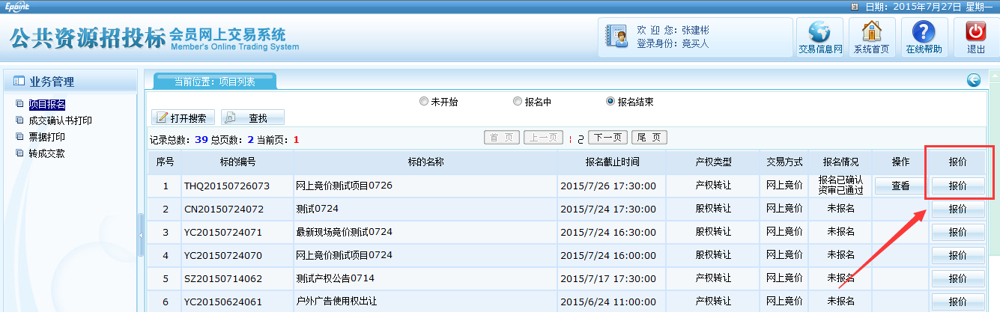 Epoint 日期：2015年7月27日 星期一
公共资源招投标 会员网上交易系统
Member's Online Trading System
欢 迎 您：张建彬
登录身份：竞买人
交易信息网 系统首页 在线帮助 退出
业务管理
项目报名
成交确认书打印
票据打印
转成交款
当前位置：项目列表
未开始 报名中 报名结束
打开搜索 查找
记录总数：39 总页数：2 当前页：1 首 页 上一页 1 2 下一页 尾 页
序号 标的编号 标的名称 报名截止时间 产权类型 交易方式 报名情况 操作 报价
1 THQ20150726073 网上竞价测试项目0726 2015/7/26 17:30:00 产权转让 网上竞价 报名已确认 资审已通过 查看 报价
2 CN20150724072 测试0724 2015/7/24 17:30:00 股权转让 网上竞价 未报名 报价
3 YC20150724071 最新现场竞价测试0724 2015/7/24 16:30:00 股权转让 网上竞价 未报名 报价
4 YC20150724070 网上竞价测试项目0724 2015/7/24 16:00:00 股权转让 网上竞价 未报名 报价
5 SZ20150714062 测试产权公告0714 2015/7/17 17:30:00 产权转让 网上竞价 未报名 报价
6 YC20150624061 户外广告使用权出让 2015/6/24 11:00:00 产权转让 网上竞价 未报名 报价